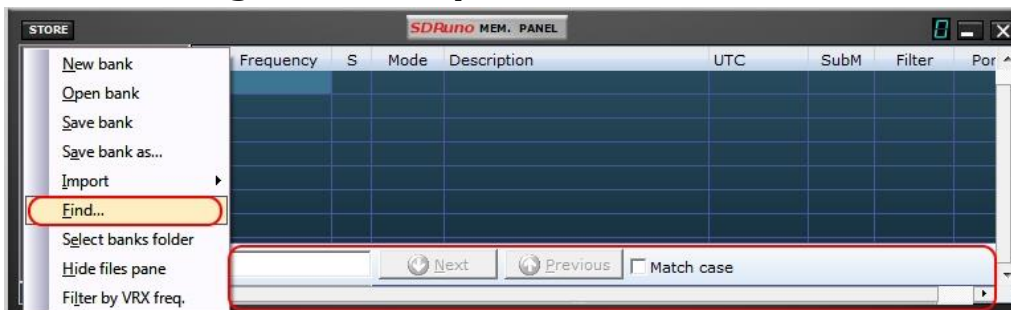 STORE SDRuno MEM. PANEL 0
Frequency S Mode Description UTC SubM Filter Por
New bank
Open bank
Save bank
Save bank as...
Import
Find...
Select banks folder
Hide files pane
Filter by VRX freq.
Next Previous Match case